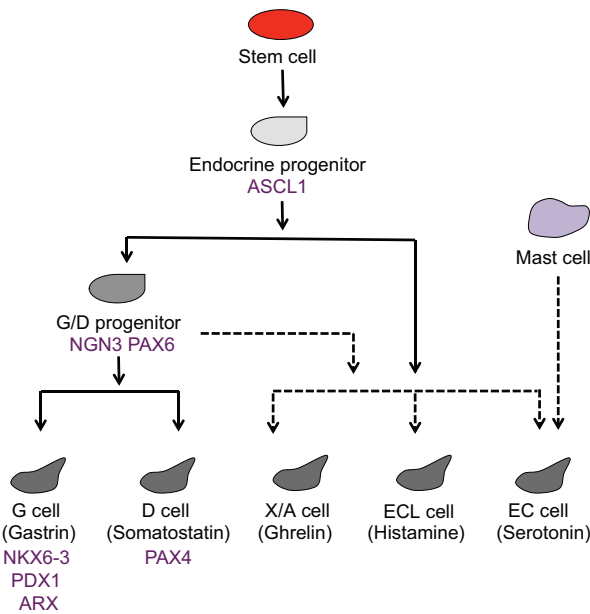 Stem cell
Endocrine progenitor
ASCL1
Mast cell
G/D progenitor
NGN3 PAX6
G cell
(Gastrin)
NKX6-3
PDX1
ARX
D cell
(Somatostatin)
PAX4
X/A cell
(Ghrelin)
ECL cell
(Histamine)
EC cell
(Serotonin)